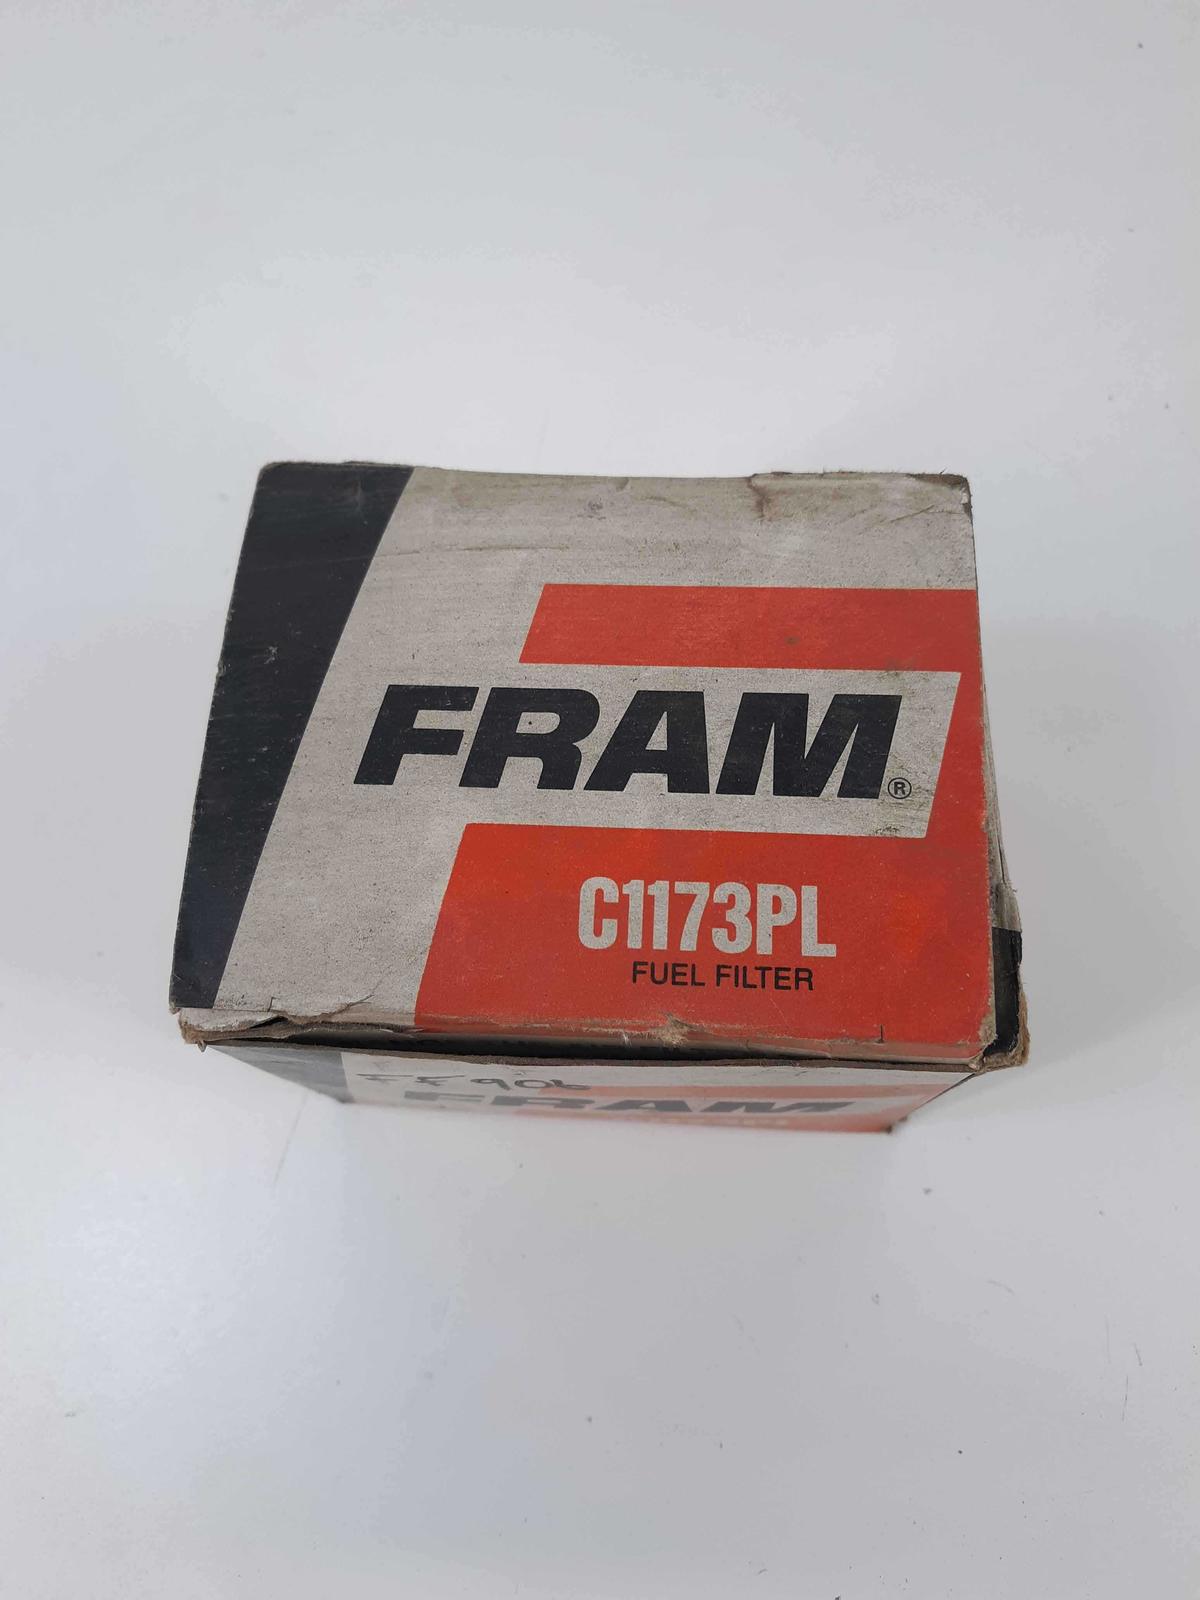 FRAM®
C1173PL
FUEL FILTER
FRAM